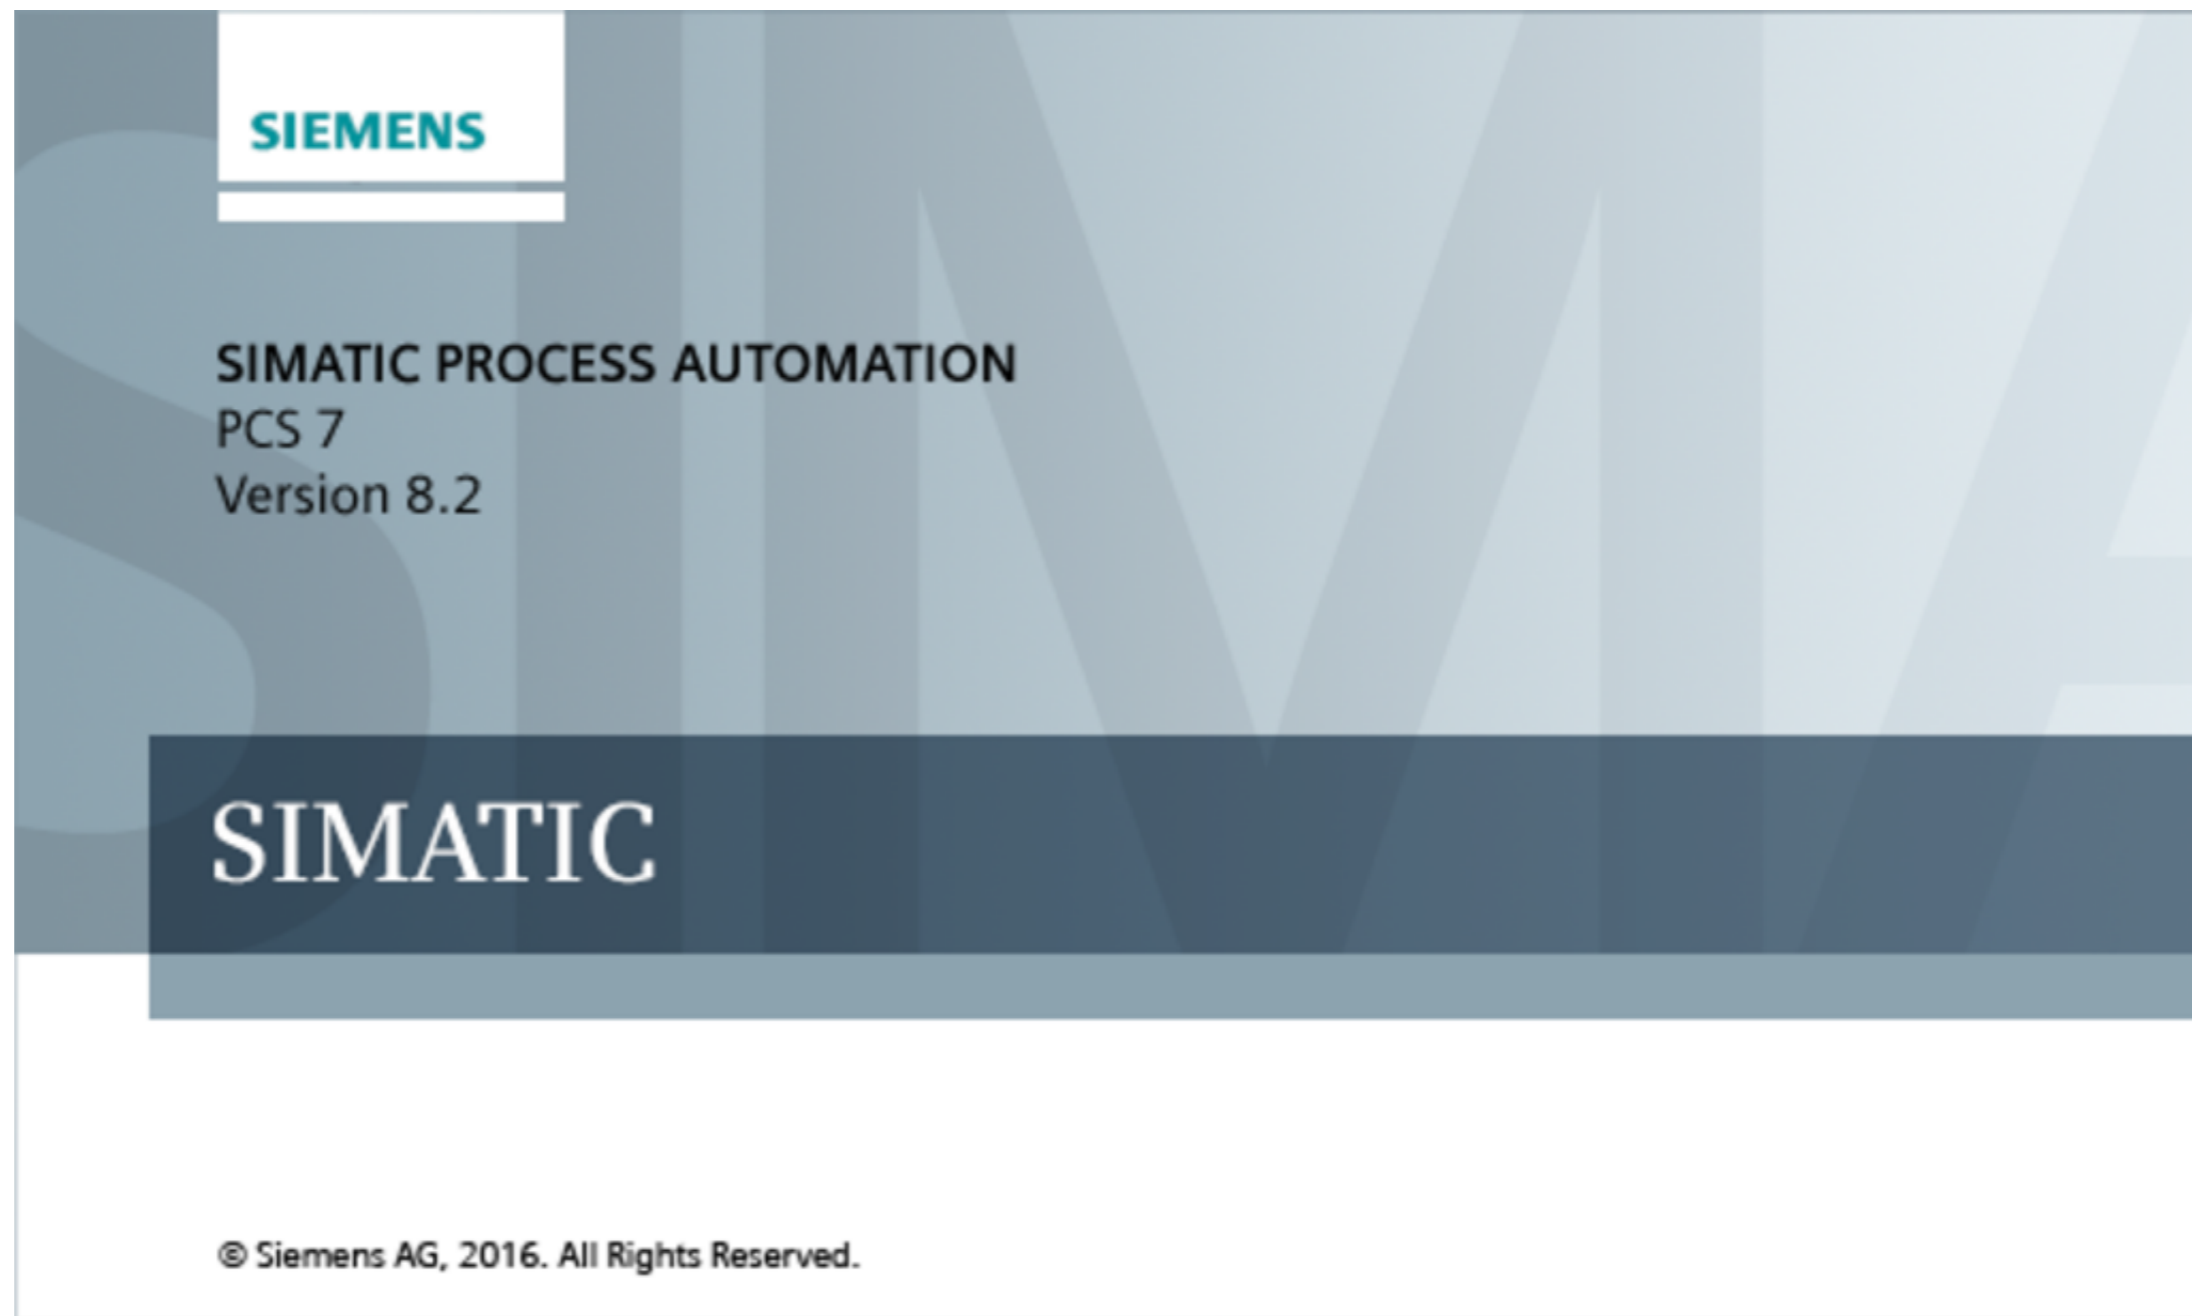 SIEMENS
SIMATIC PROCESS AUTOMATION
PCS 7
Version 8.2
SIMATIC
© Siemens AG, 2016. All Rights Reserved.